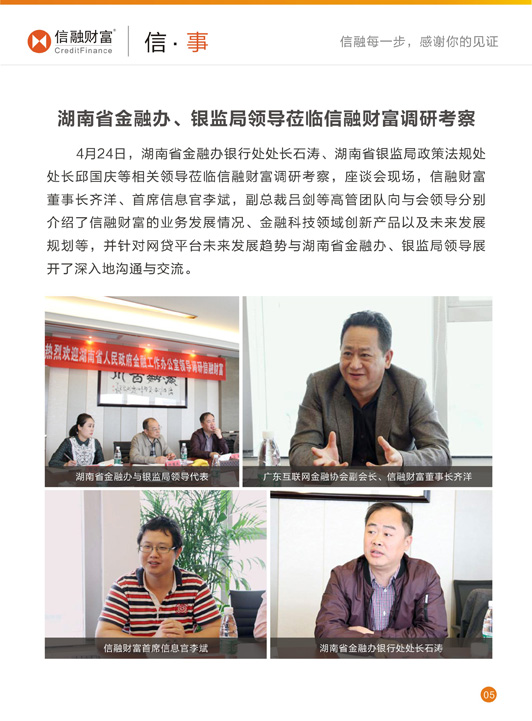 信融财富®
CreditFinance
信·事
信融每一步，感谢你的见证
湖南省金融办、银监局领导莅临信融财富调研考察
4月24日，湖南省金融办银行处处长石涛、湖南省银监局政策法规处
处长邱国庆等相关领导莅临信融财富调研考察，座谈会现场，信融财富
董事长齐洋、首席信息官李斌，副总裁吕剑等高管团队向与会领导分别
介绍了信融财富的业务发展情况、金融科技领域创新产品以及未来发展
规划等，并针对网贷平台未来发展趋势与湖南省金融办、银监局领导展
开了深入地沟通与交流。
热烈欢迎湖南省人民政府金融工作办公室领导调研信融财富
湖南省金融办与银监局领导代表
广东互联网金融协会副会长、信融财富董事长齐洋
信融财富首席信息官李斌
湖南省金融办银行处处长石涛
05